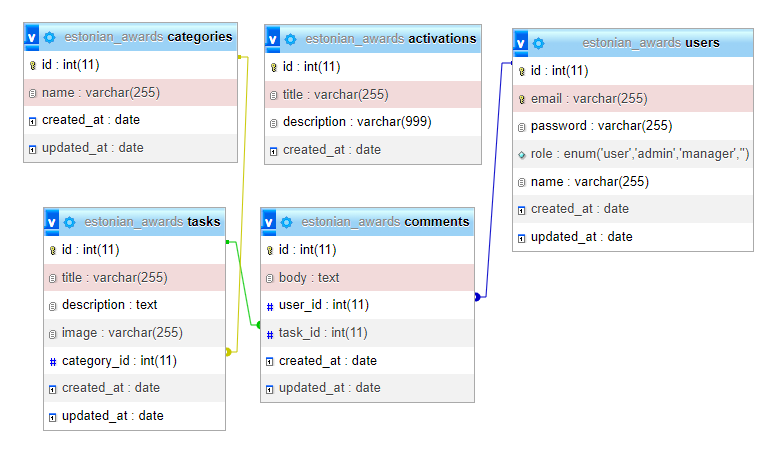 estonian_awards categories
id : int(11)
name : varchar(255)
created_at : date
updated_at : date
estonian_awards activations
id : int(11)
title : varchar(255)
description : varchar(999)
created_at : date
estonian_awards users
id : int(11)
email : varchar(255)
password : varchar(255)
role : enum('user','admin','manager','')
name : varchar(255)
created_at : date
updated_at : date
estonian_awards tasks
id : int(11)
title : varchar(255)
description : text
image : varchar(255)
# category_id : int(11)
created_at : date
updated_at : date
estonian_awards comments
id : int(11)
body : text
# user_id : int(11)
# task_id : int(11)
created_at : date
updated_at : date